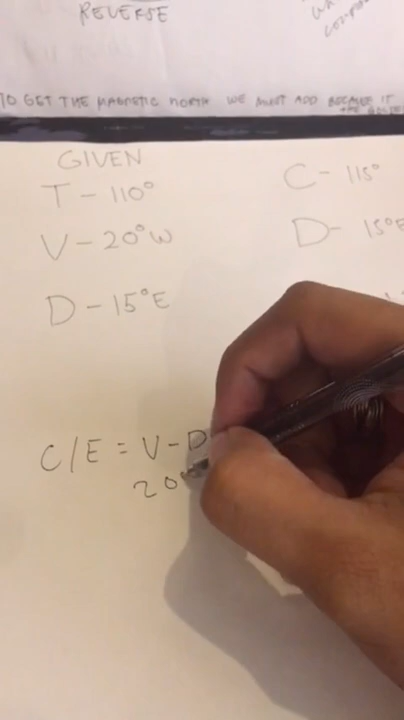 REVERSE
TO GET THE MAGNETIC NORTH WE MUST ADD BECAUSE IT
GIVEN
T - 110°
V - 20°W
D - 15°E
C - 115°
D - 15°E
C/E = V - D
20